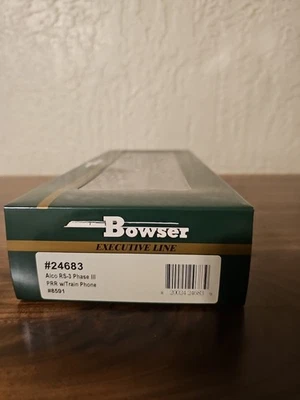 Bowser
EXECUTIVE LINE
#24683
Alco RS-3 Phase III
PRR w/Train Phone
#8591